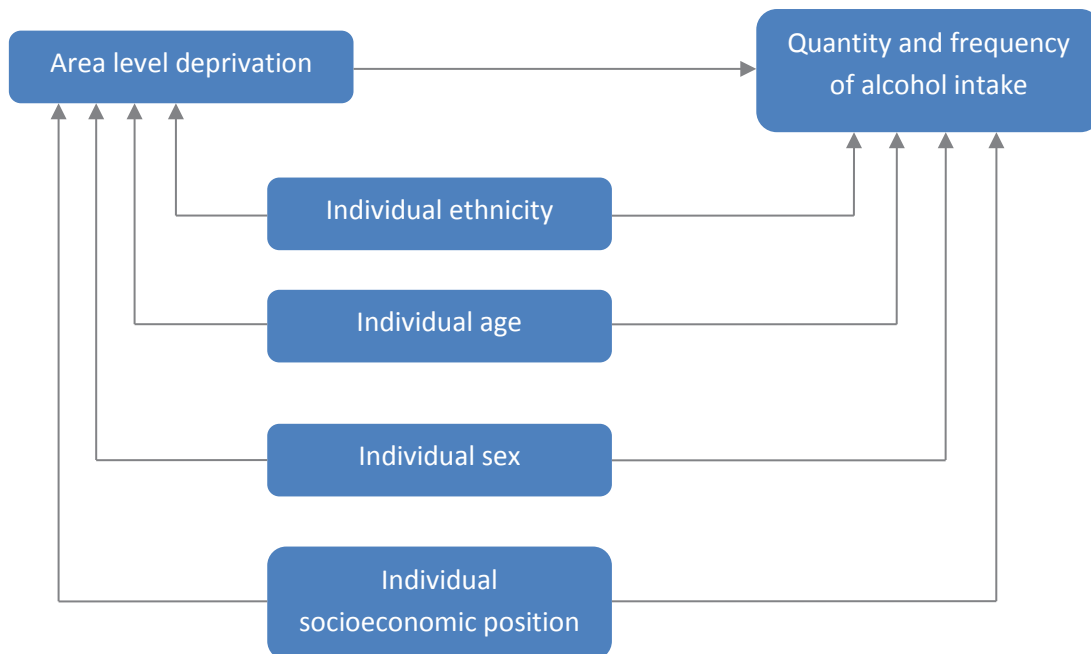 Area level deprivation
Quantity and frequency
of alcohol intake
Individual ethnicity
Individual age
Individual sex
Individual
socioeconomic position